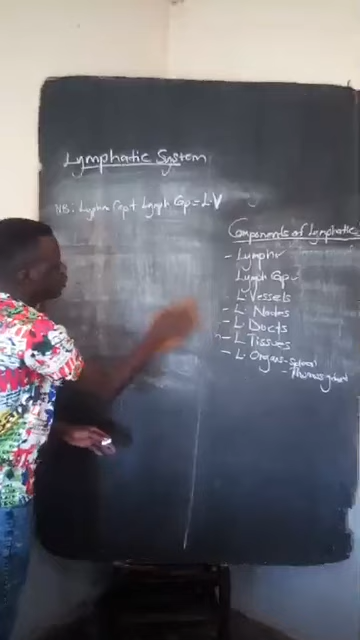 Lymphatic System
NB: Lymph Cap + Lymph Gp = L.V
Components of Lymphatic
- Lymph
Lymph Gp
L. Vessels
- L. Nodes
- L. Ducts
- L Tissues
- L. Organs - Spleen
- Thymus gland